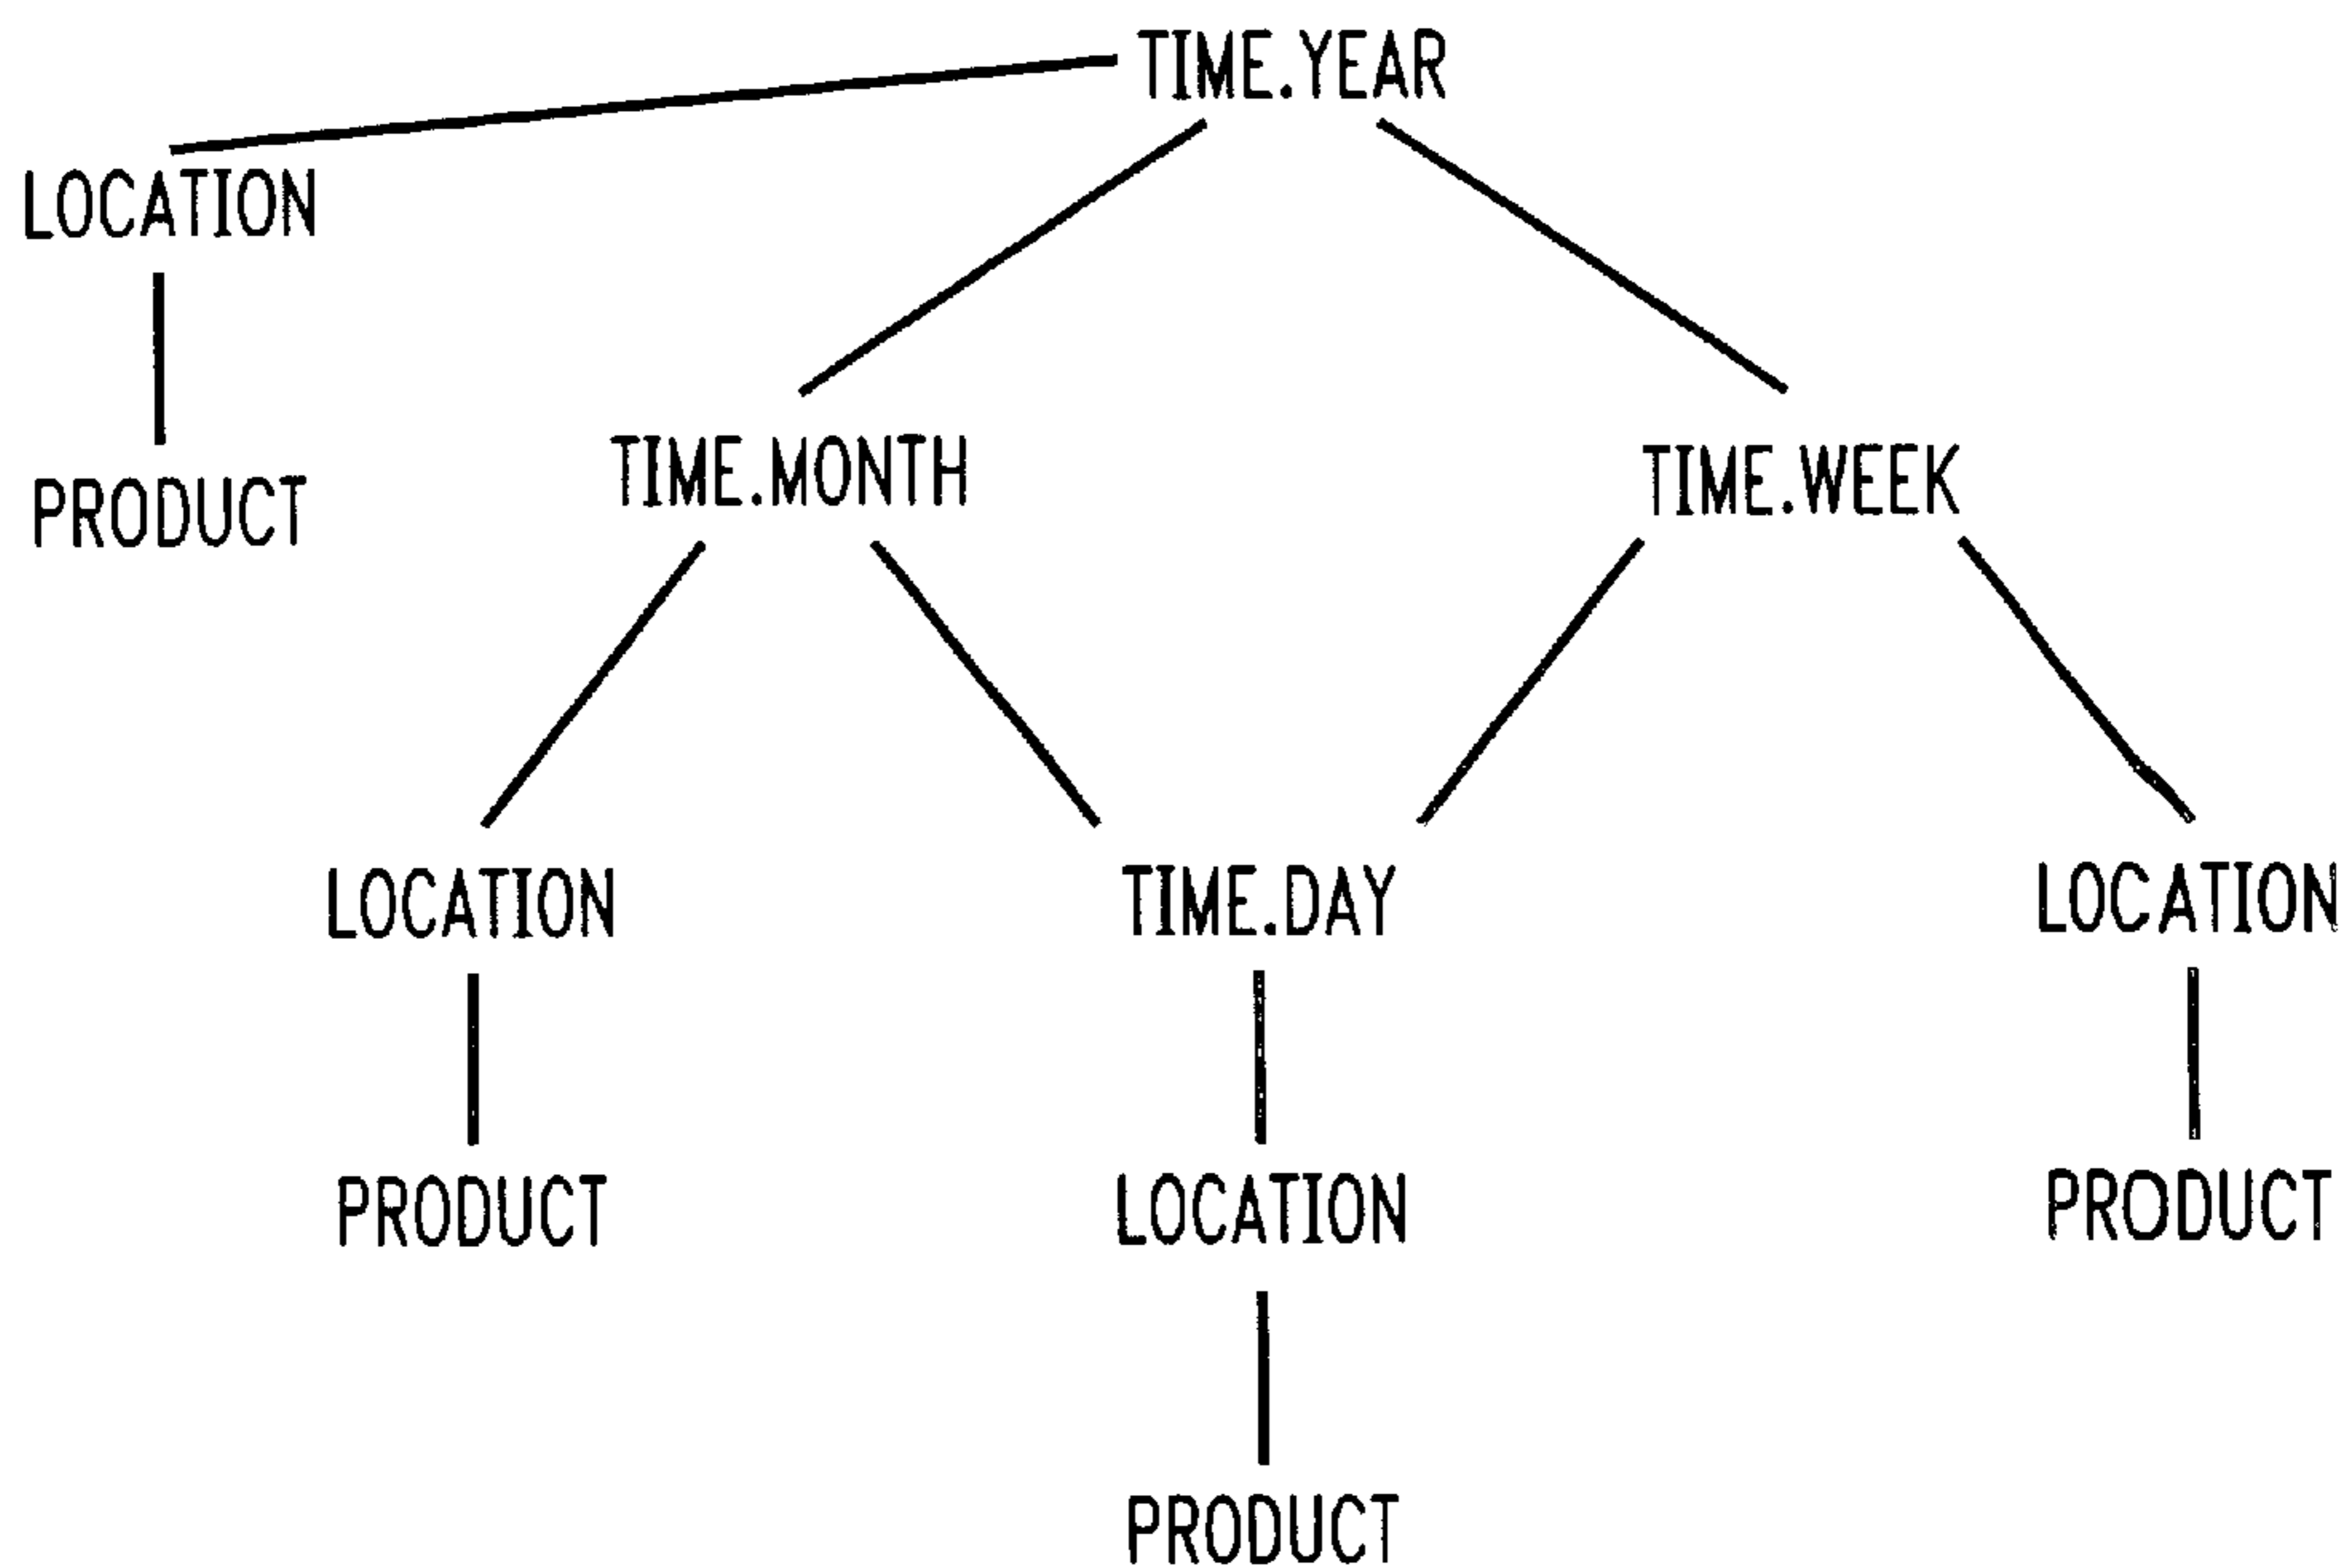 TIME.YEAR
LOCATION
TIME.MONTH
TIME.WEEK
PRODUCT
LOCATION
TIME.DAY
LOCATION
PRODUCT
LOCATION
PRODUCT
PRODUCT